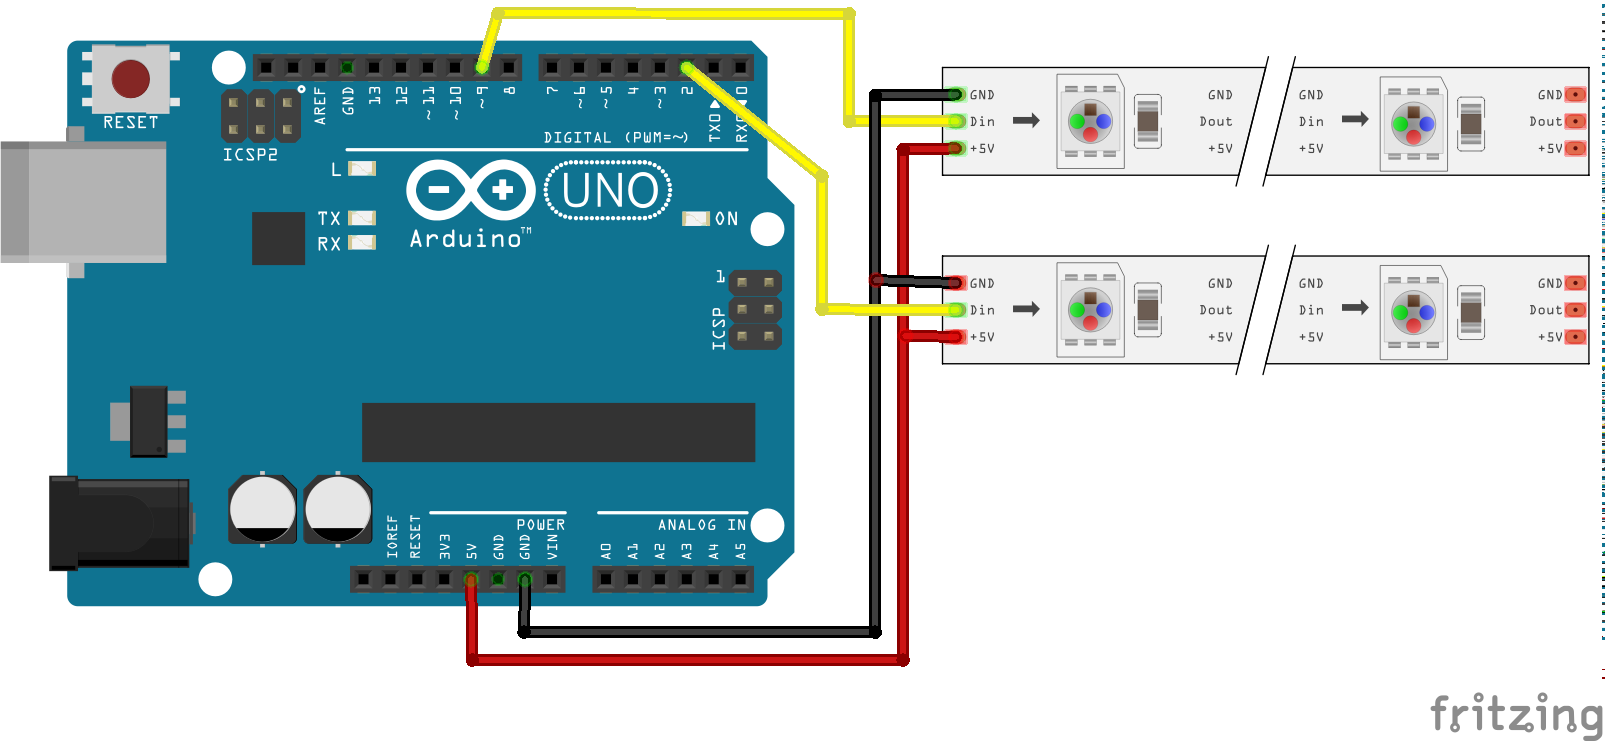 RESET
ICSP2
AREF
GND
13
12
~11
~10
~9
8
7
~6
~5
4
~3
2
TX0▶
RX0◀0
DIGITAL (PWM=~)
L
TX
RX
UNO
Arduino™
ON
1
ICSP
IOREF
RESET
3V3
5V
GND
GND
VIN
POWER
ANALOG IN
A0
A1
A2
A3
A4
A5
GND GND GND GND
Din Dout Din Dout
+5V +5V +5V +5V
GND GND GND GND
Din Dout Din Dout
+5V +5V +5V +5V
fritzing